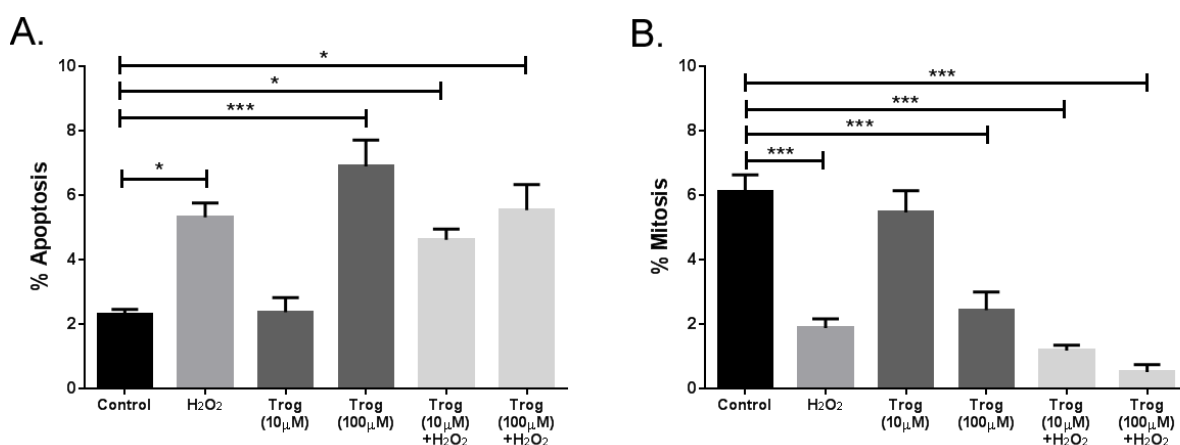 A.
10
8
6
4
2
0
% Apoptosis
*
*
***
*
Control
H₂O₂
Trog
(10µM)
Trog
(100µM)
Trog
(10µM)
+H₂O₂
Trog
(100µM)
+H₂O₂
B.
10
8
6
4
2
0
% Mitosis
***
***
***
***
Control
H₂O₂
Trog
(10µM)
Trog
(100µM)
Trog
(10µM)
+H₂O₂
Trog
(100µM)
+H₂O₂